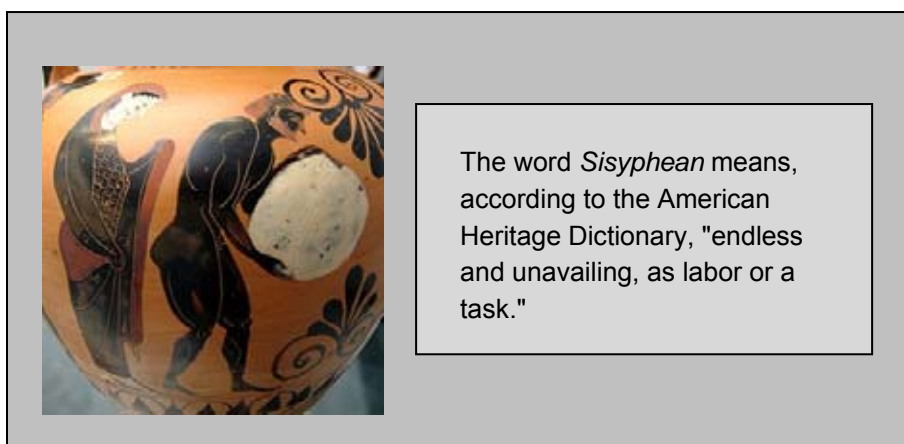 The word Sisyphean means,
according to the American
Heritage Dictionary, "endless
and unavailing, as labor or a
task."